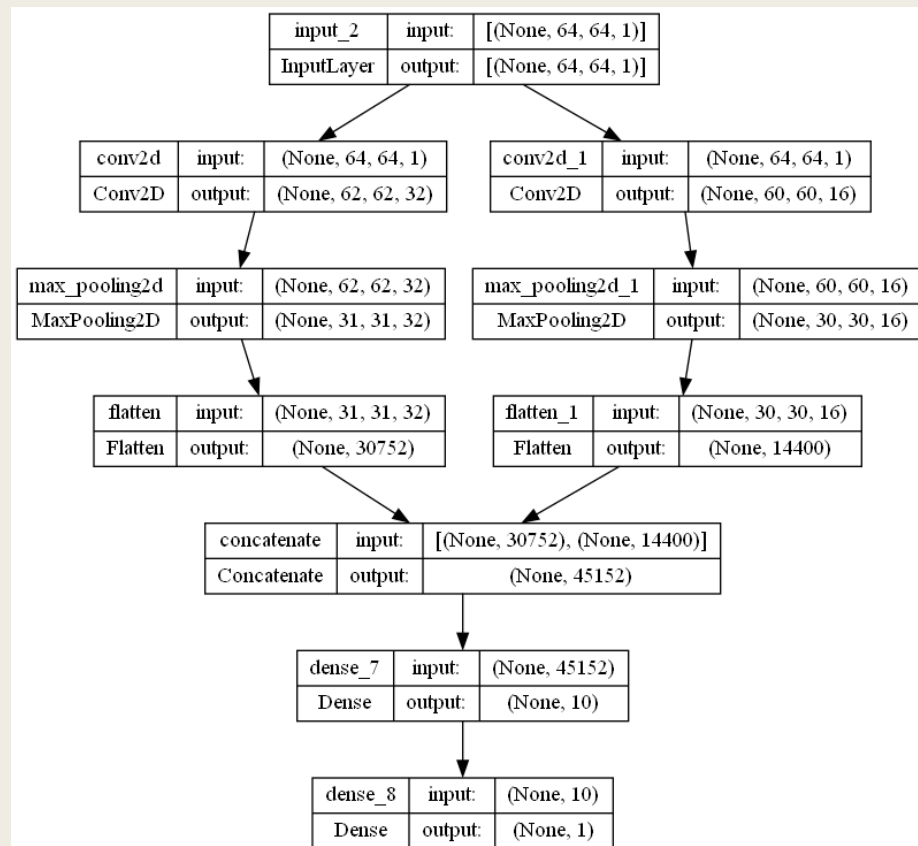 input_2 input: [(None, 64, 64, 1)]
InputLayer output: [(None, 64, 64, 1)]
conv2d input: (None, 64, 64, 1)
Conv2D output: (None, 62, 62, 32)
conv2d_1 input: (None, 64, 64, 1)
Conv2D output: (None, 60, 60, 16)
max_pooling2d input: (None, 62, 62, 32)
MaxPooling2D output: (None, 31, 31, 32)
max_pooling2d_1 input: (None, 60, 60, 16)
MaxPooling2D output: (None, 30, 30, 16)
flatten input: (None, 31, 31, 32)
Flatten output: (None, 30752)
flatten_1 input: (None, 30, 30, 16)
Flatten output: (None, 14400)
concatenate input: [(None, 30752), (None, 14400)]
Concatenate output: (None, 45152)
dense_7 input: (None, 45152)
Dense output: (None, 10)
dense_8 input: (None, 10)
Dense output: (None, 1)